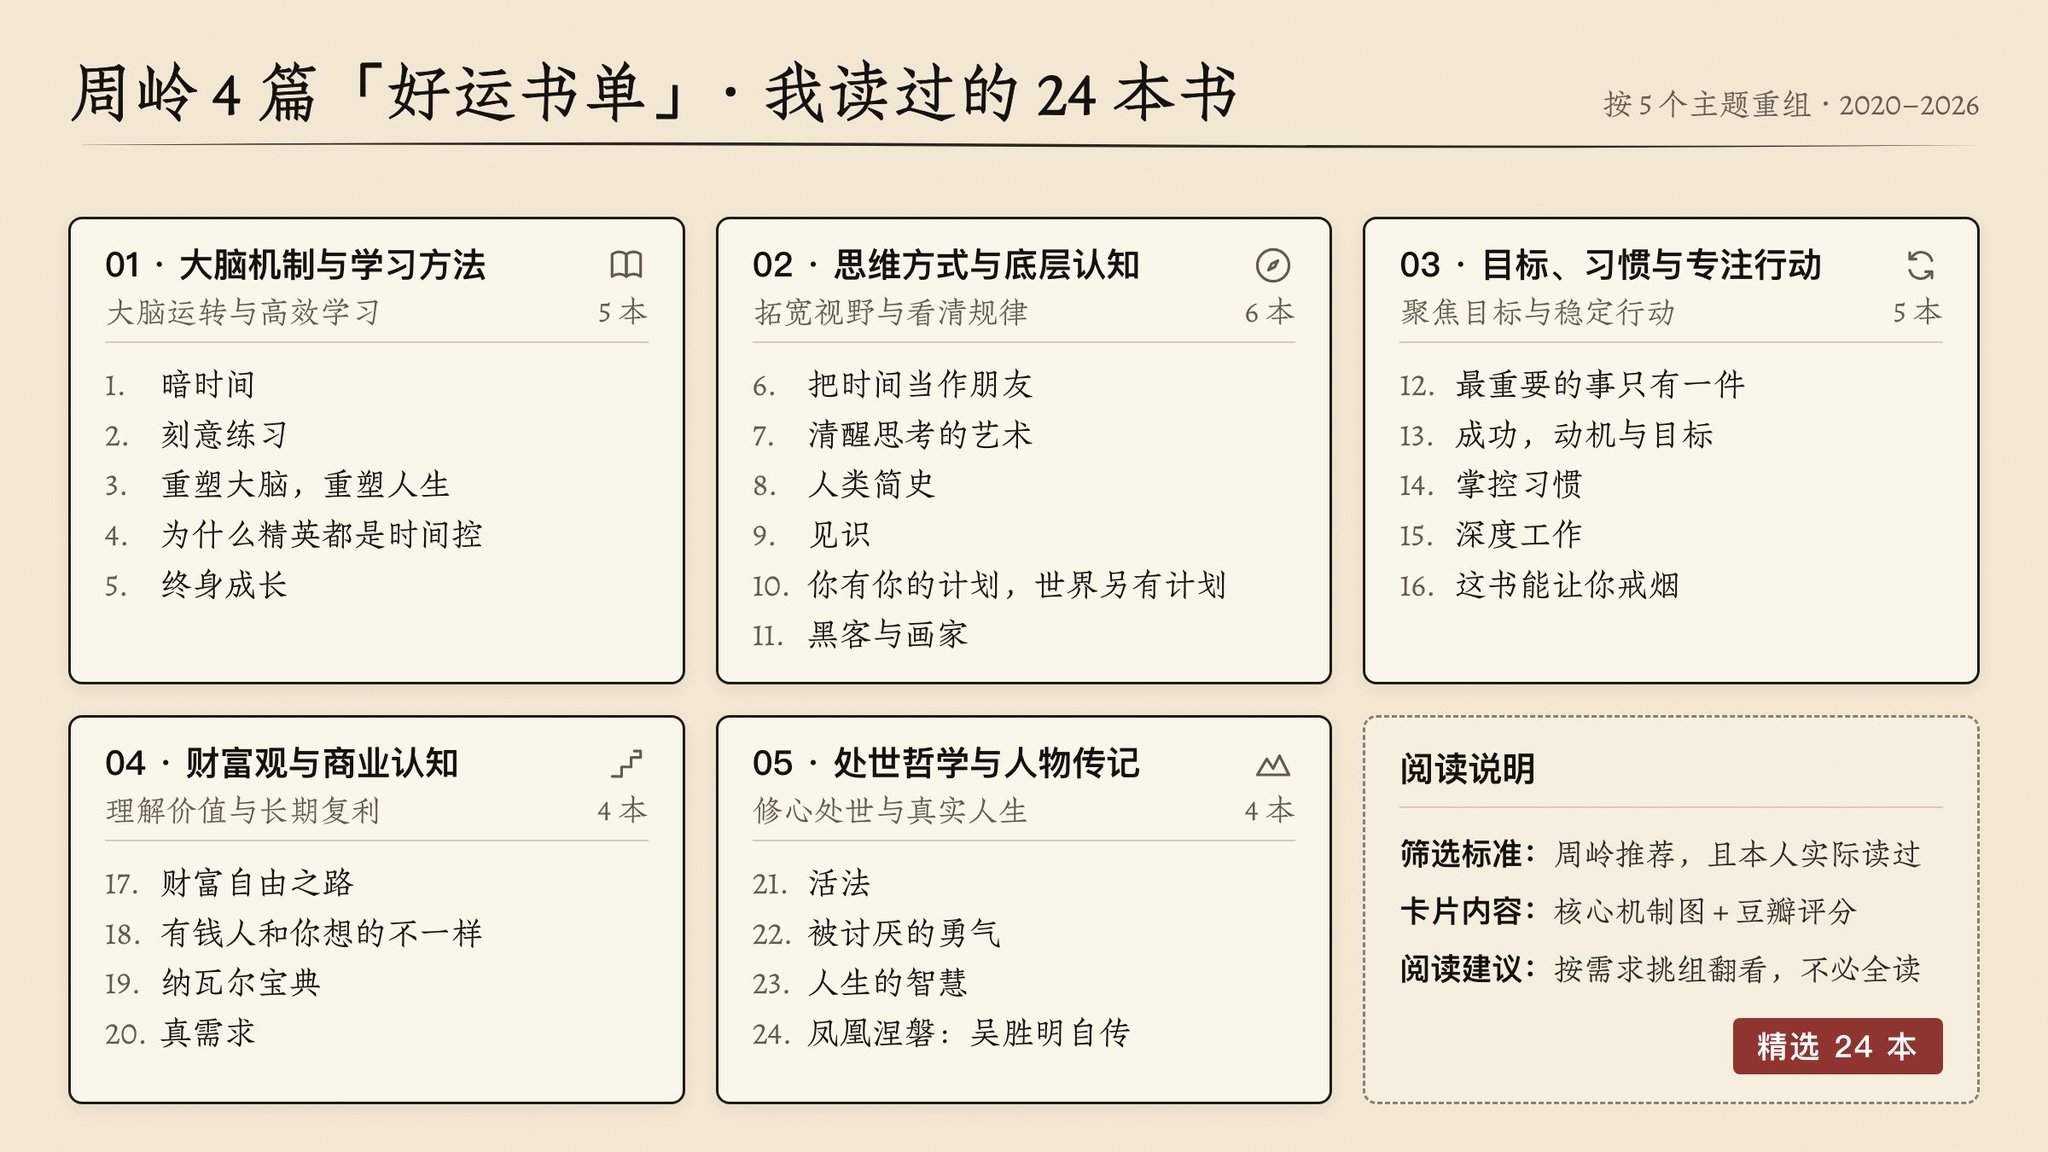 周岭 4 篇「好运书单」· 我读过的 24 本书
按 5 个主题重组 · 2020–2026
01 · 大脑机制与学习方法
大脑运转与高效学习 5 本
1. 暗时间
2. 刻意练习
3. 重塑大脑，重塑人生
4. 为什么精英都是时间控
5. 终身成长
02 · 思维方式与底层认知
拓宽视野与看清规律 6 本
6. 把时间当作朋友
7. 清醒思考的艺术
8. 人类简史
9. 见识
10. 你有你的计划，世界另有计划
11. 黑客与画家
03 · 目标、习惯与专注行动
聚焦目标与稳定行动 5 本
12. 最重要的事只有一件
13. 成功，动机与目标
14. 掌控习惯
15. 深度工作
16. 这书能让你戒烟
04 · 财富观与商业认知
理解价值与长期复利 4 本
17. 财富自由之路
18. 有钱人和你想的不一样
19. 纳瓦尔宝典
20. 真需求
05 · 处世哲学与人物传记
修心处世与真实人生 4 本
21. 活法
22. 被讨厌的勇气
23. 人生的智慧
24. 凤凰涅磐：吴胜明自传
阅读说明
筛选标准：周岭推荐，且本人实际读过
卡片内容：核心机制图 + 豆瓣评分
阅读建议：按需求挑组翻看，不必全读
精选 24 本